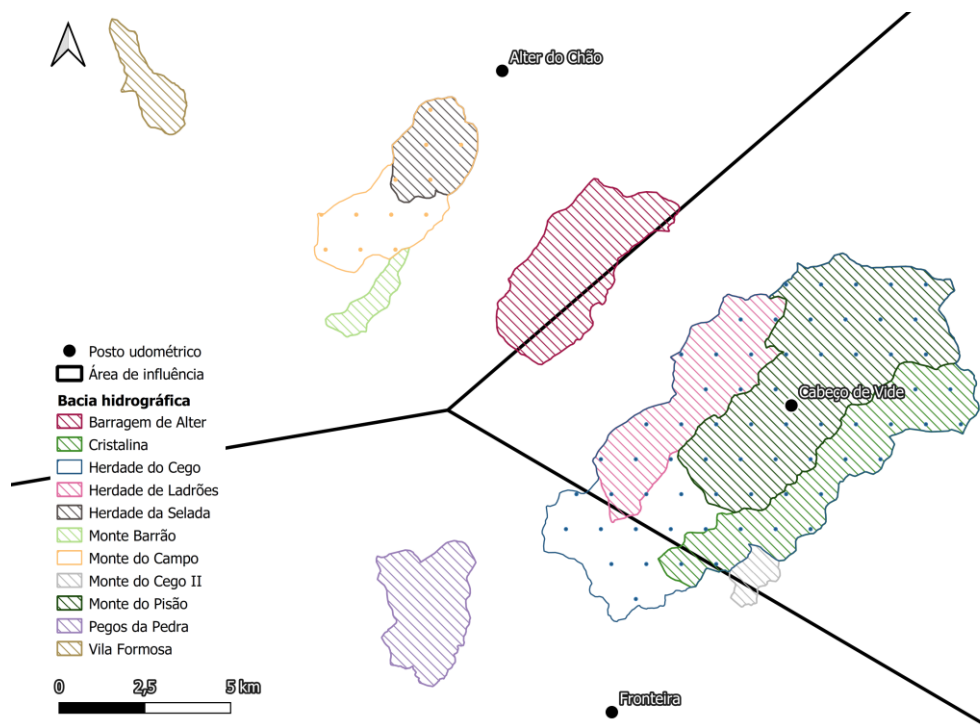 Alter do Chão
Posto udométrico
Área de influência
Bacia hidrográfica
Barragem de Alter
Cristalina
Herdade do Cego
Herdade de Ladrões
Herdade da Selada
Monte Barrão
Monte do Campo
Monte do Cego II
Monte do Pisão
Pegos da Pedra
Vila Formosa
0 2,5 5 km
Cabeço de Vide
Fronteira